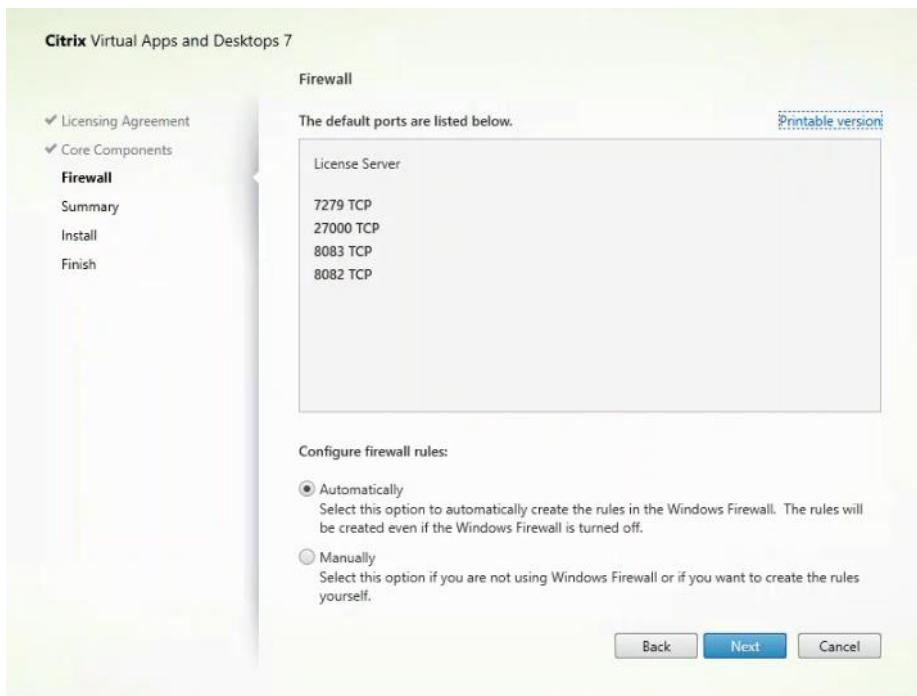 Citrix Virtual Apps and Desktops 7
✔ Licensing Agreement
✔ Core Components
Firewall
Summary
Install
Finish
Firewall
The default ports are listed below.
Printable version
License Server
7279 TCP
27000 TCP
8083 TCP
8082 TCP
Configure firewall rules:
Automatically
Select this option to automatically create the rules in the Windows Firewall. The rules will
be created even if the Windows Firewall is turned off.
Manually
Select this option if you are not using Windows Firewall or if you want to create the rules
yourself.
Back
Next
Cancel